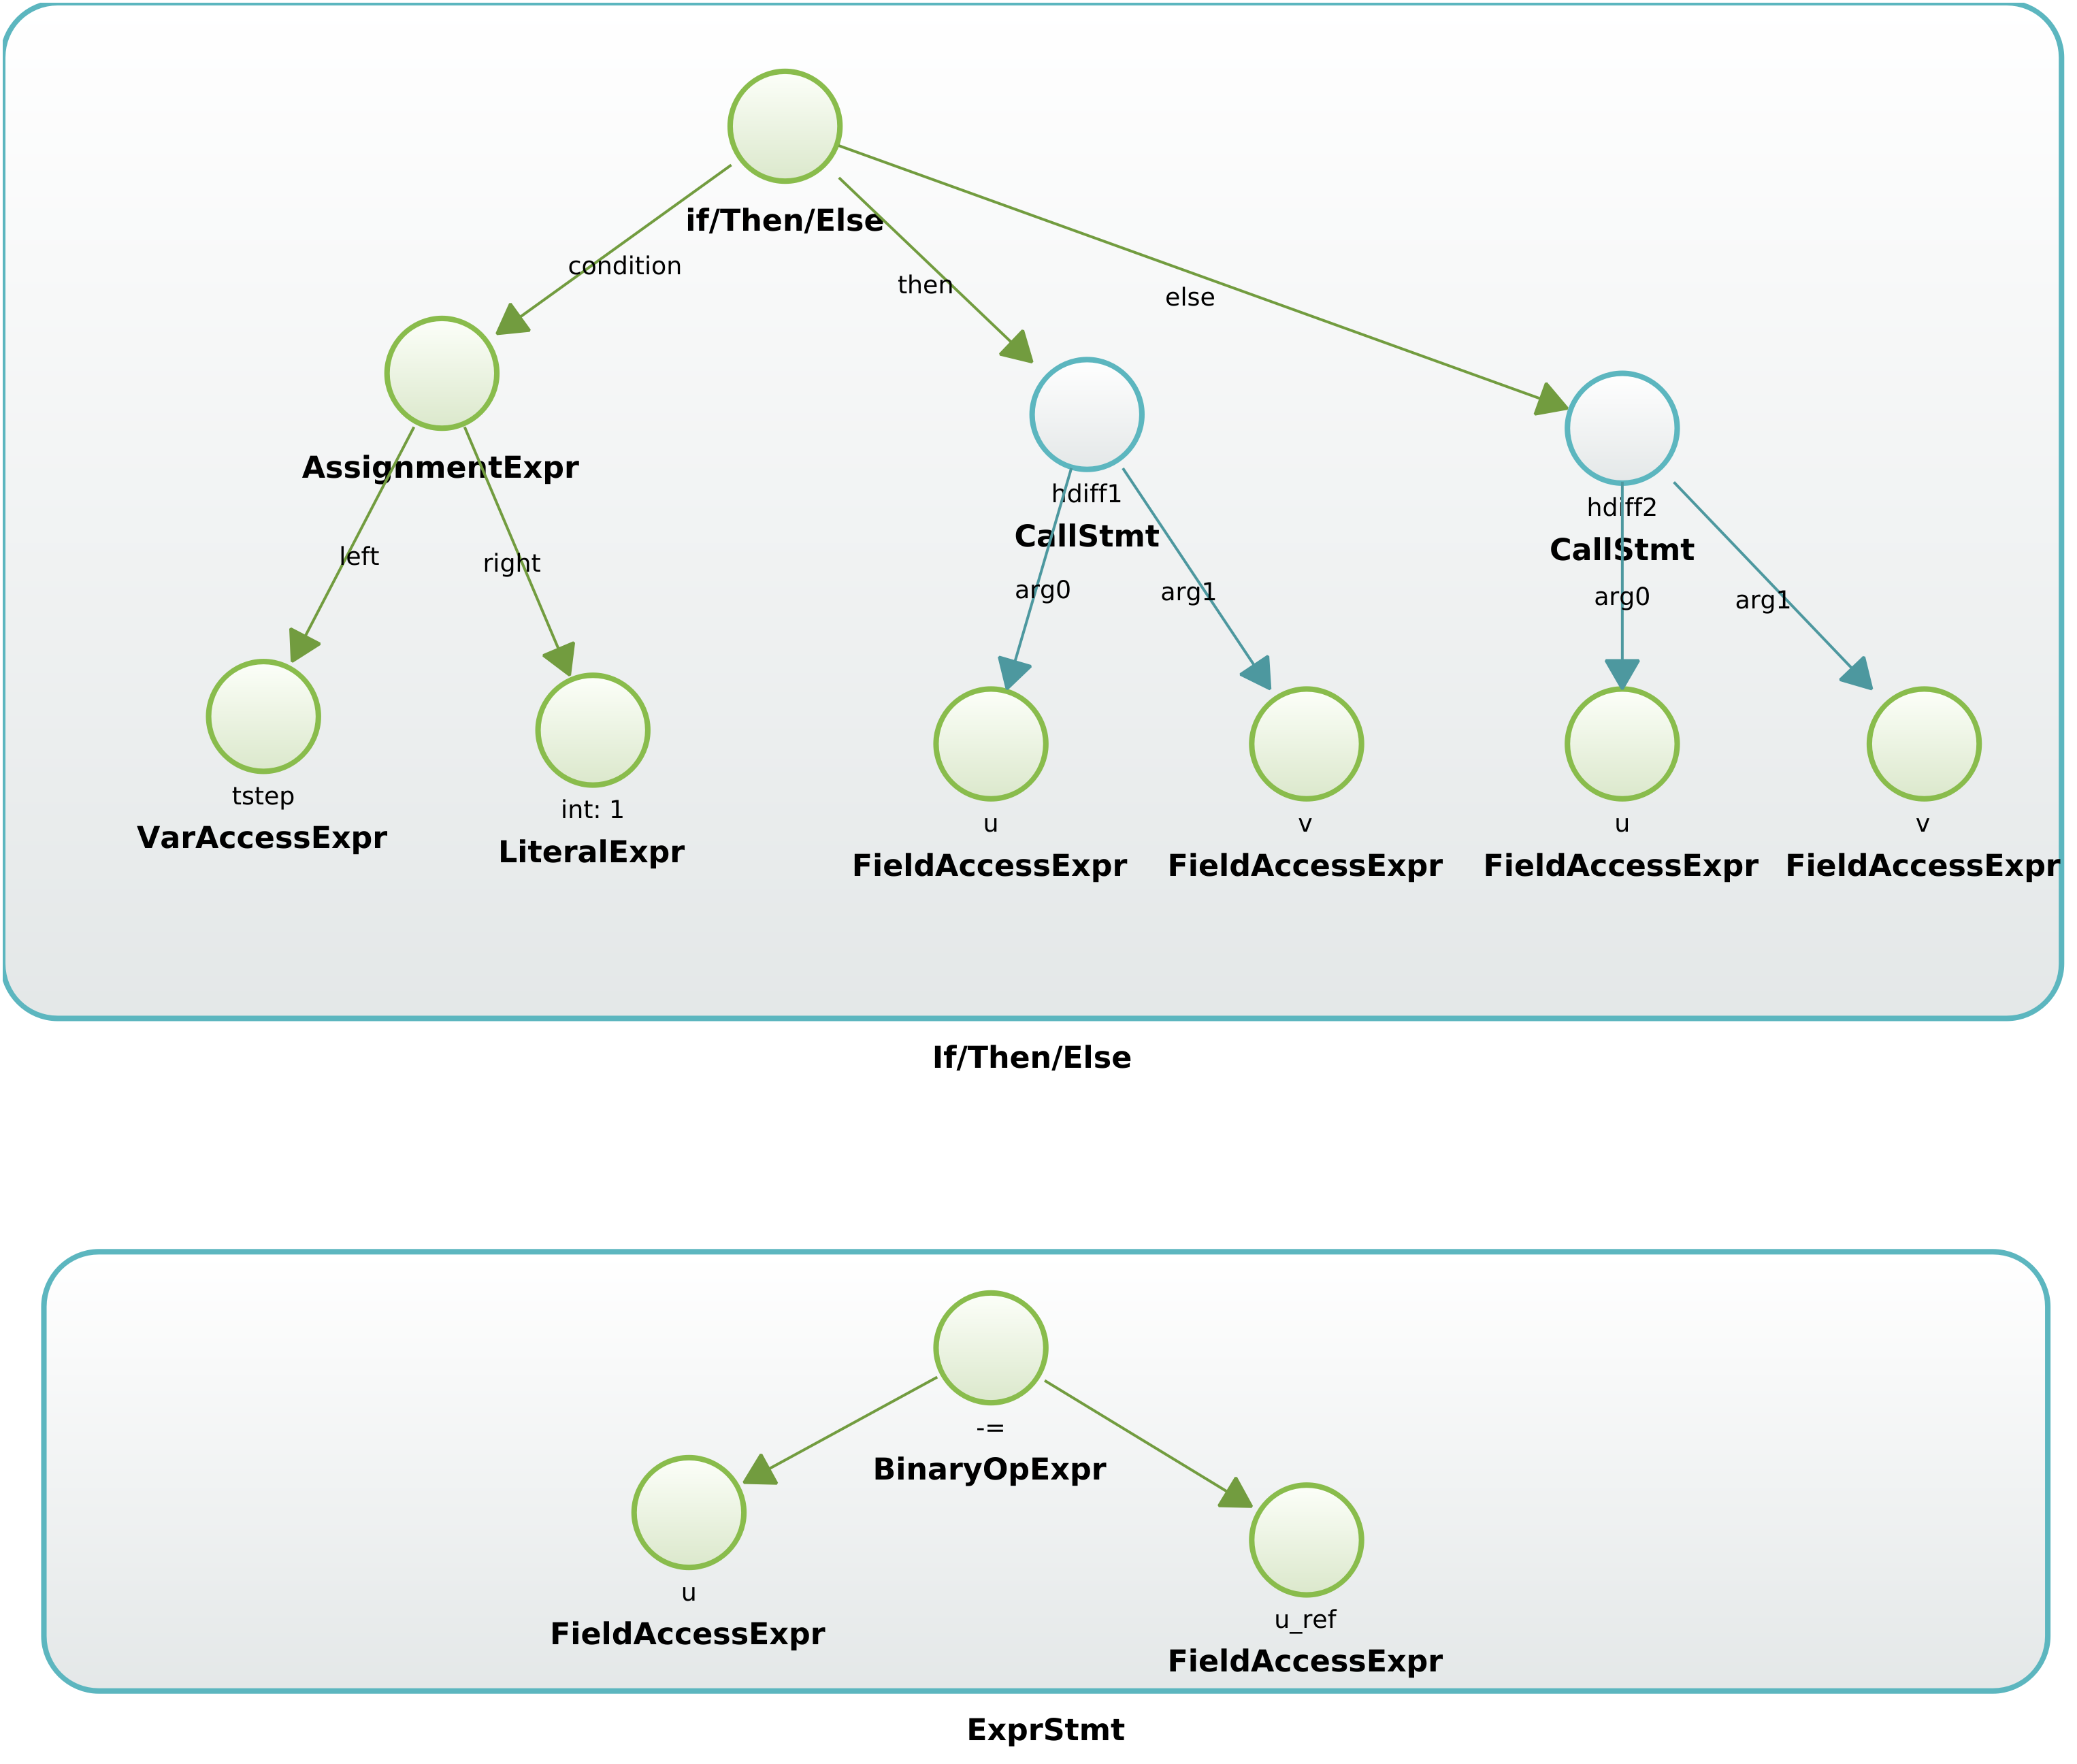 if/Then/Else
condition
then
else
AssignmentExpr
hdiff1
CallStmt
hdiff2
CallStmt
left
right
arg0
arg1
arg0
arg1
tstep
VarAccessExpr
int: 1
LiteralExpr
u
FieldAccessExpr
v
FieldAccessExpr
u
FieldAccessExpr
v
FieldAccessExpr
If/Then/Else
-=
BinaryOpExpr
u
FieldAccessExpr
u_ref
FieldAccessExpr
ExprStmt